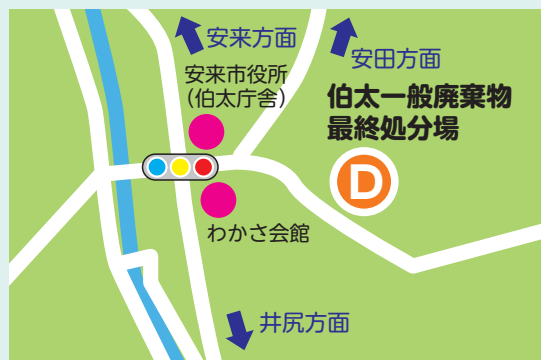 安来方面
安田方面
安来市役所
（伯太庁舎）
伯太一般廃棄物
最終処分場
D
わかさ会館
井尻方面